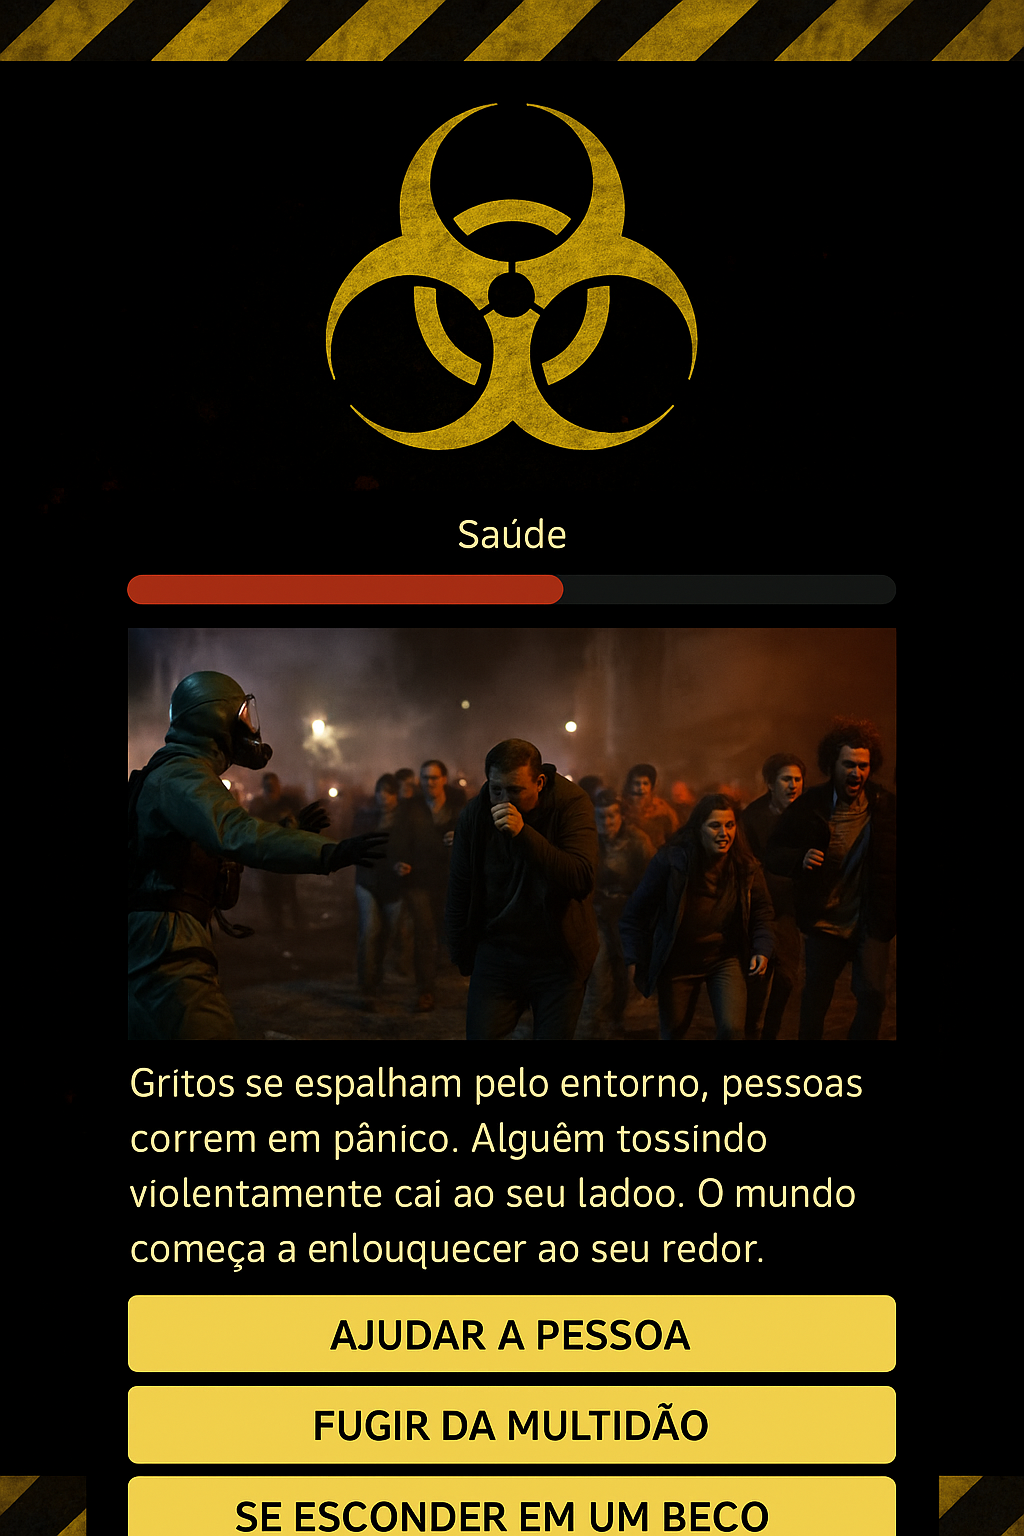 Saúde
Gritos se espalham pelo entorno, pessoas
correm em pânico. Alguêm tossindo
violentamente cai ao seu ladoo. O mundo
começa a enlouquecer ao seu redor.
AJUDAR A PESSOA
FUGIR DA MULTIDÃO
SE ESCONDER EM UM BECO